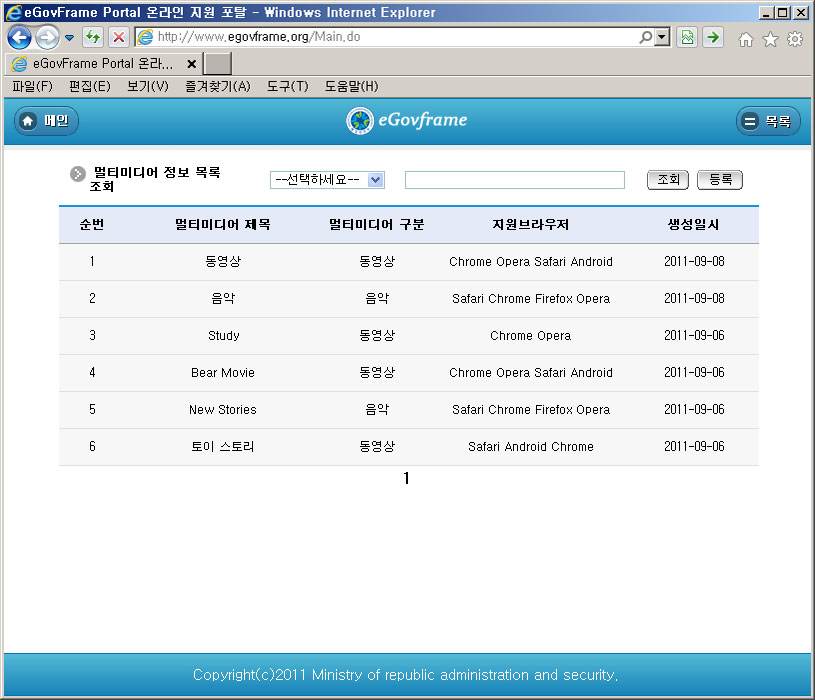 eGovFrame Portal 온라인 지원 포탈 - Windows Internet Explorer
http://www.egovframe.org/Main.do
eGovFrame Portal 온라...
파일(F) 편집(E) 보기(V) 즐겨찾기(A) 도구(T) 도움말(H)
메인 eGovframe 목록
멀티미디어 정보 목록
조회
--선택하세요-- 조회 등록
순번 멀티미디어 제목 멀티미디어 구분 지원브라우저 생성일시
1 동영상 동영상 Chrome Opera Safari Android 2011-09-08
2 음악 음악 Safari Chrome Firefox Opera 2011-09-08
3 Study 동영상 Chrome Opera 2011-09-06
4 Bear Movie 동영상 Chrome Opera Safari Android 2011-09-06
5 New Stories 음악 Safari Chrome Firefox Opera 2011-09-06
6 토이 스토리 동영상 Safari Android Chrome 2011-09-06
1
Copyright(c)2011 Ministry of republic administration and security.